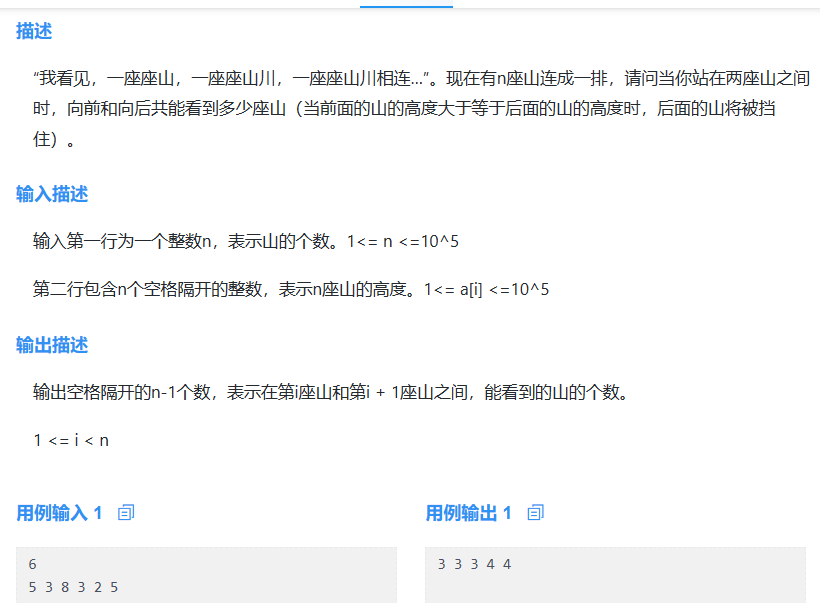 描述
“我看见，一座座山，一座座山川，一座座山川相连...”。现在有n座山连成一排，请问当你站在两座山之间
时，向前和向后共能看到多少座山（当前面的山的高度大于等于后面的山的高度时，后面的山将被挡
住）。
输入描述
输入第一行为一个整数n，表示山的个数。1<= n <=10^5
第二行包含n个空格隔开的整数，表示n座山的高度。1<= a[i] <=10^5
输出描述
输出空格隔开的n-1个数，表示在第i座山和第i + 1座山之间，能看到的山的个数。
1 <= i < n
用例输入 1
用例输出 1
6
5 3 8 3 2 5
3 3 3 4 4